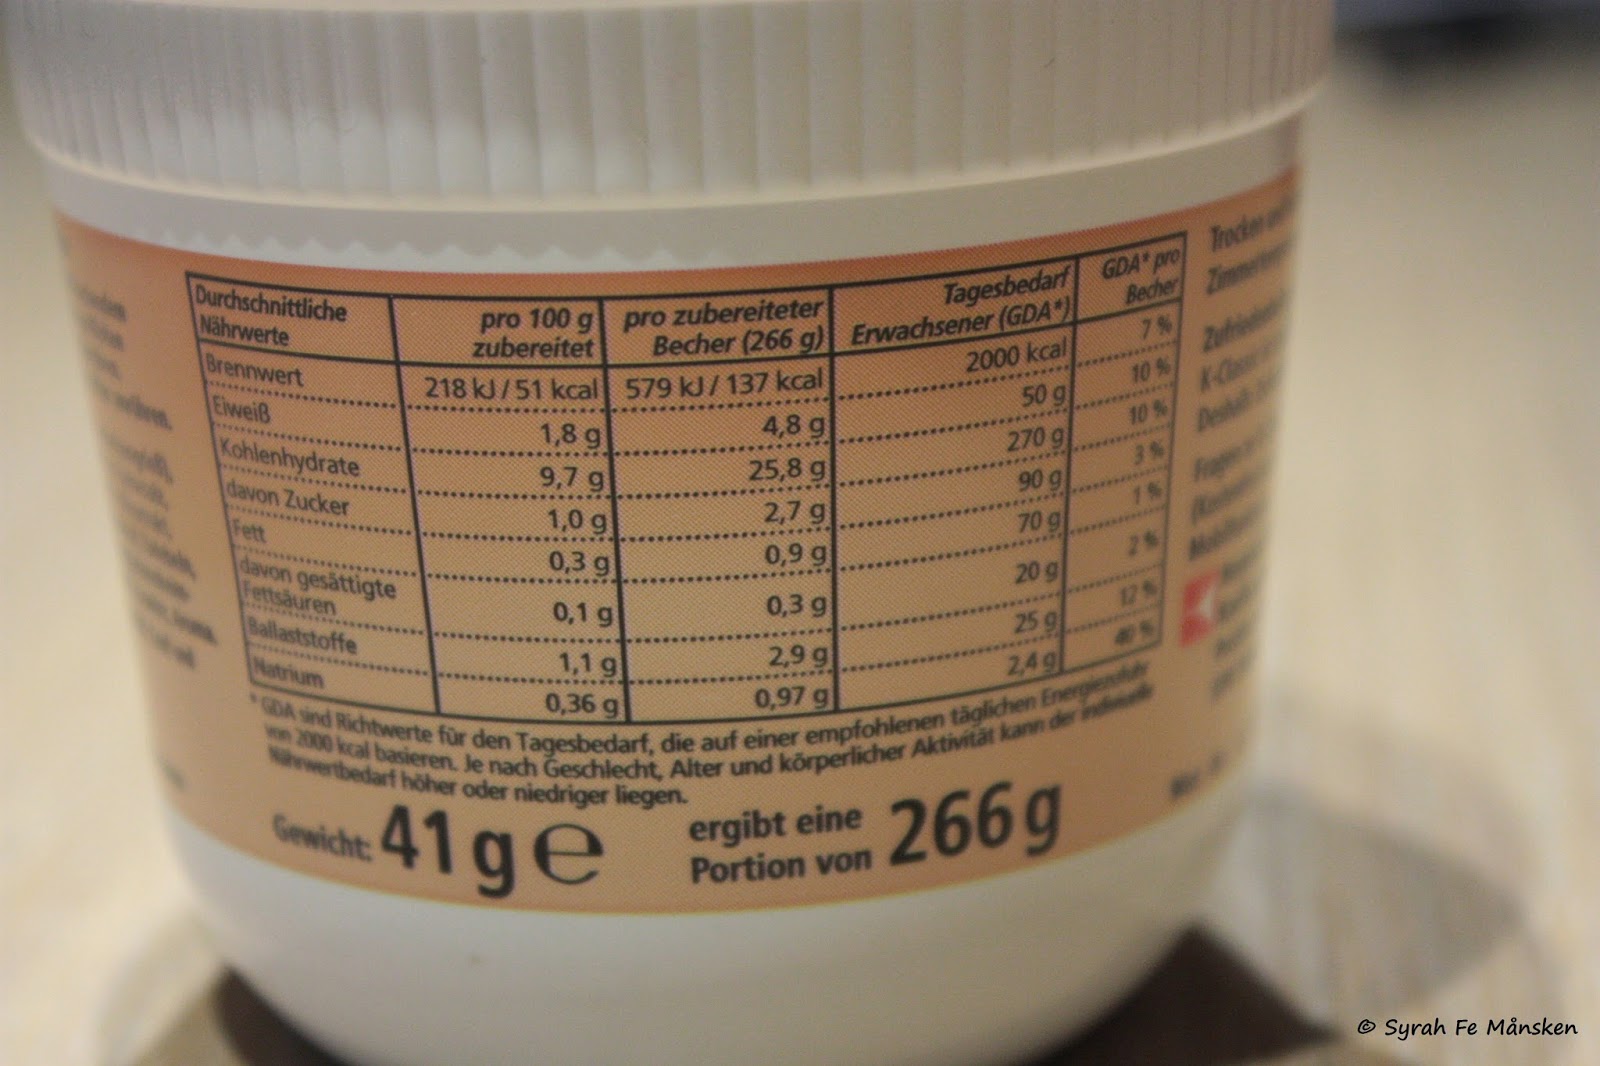 Durchschnittliche Nährwerte | pro 100 g zubereitet | pro zubereiteter Becher (266 g) | Tagesbedarf Erwachsener (GDA*) | GDA* pro Becher
Brennwert | 218 kJ / 51 kcal | 579 kJ / 137 kcal | 2000 kcal | 7 %
Eiweiß | 1,8 g | 4,8 g | 50 g | 10 %
Kohlenhydrate | 9,7 g | 25,8 g | 270 g | 10 %
davon Zucker | 1,0 g | 2,7 g | 90 g | 3 %
Fett | 0,3 g | 0,9 g | 70 g | 1 %
davon gesättigte Fettsäuren | 0,1 g | 0,3 g | 20 g | 2 %
Ballaststoffe | 1,1 g | 2,9 g | 25 g | 12 %
Natrium | 0,36 g | 0,97 g | 2,4 g | 40 %
* GDA sind Richtwerte für den Tagesbedarf, die auf einer empfohlenen täglichen Energiezufuhr
von 2000 kcal basieren. Je nach Geschlecht, Alter und körperlicher Aktivität kann der individuelle
Nährwertbedarf höher oder niedriger liegen.
Gewicht: 41 g ℮ ergibt eine Portion von 266 g
Trocken
K-Classic
© Syrah Fe Månsken